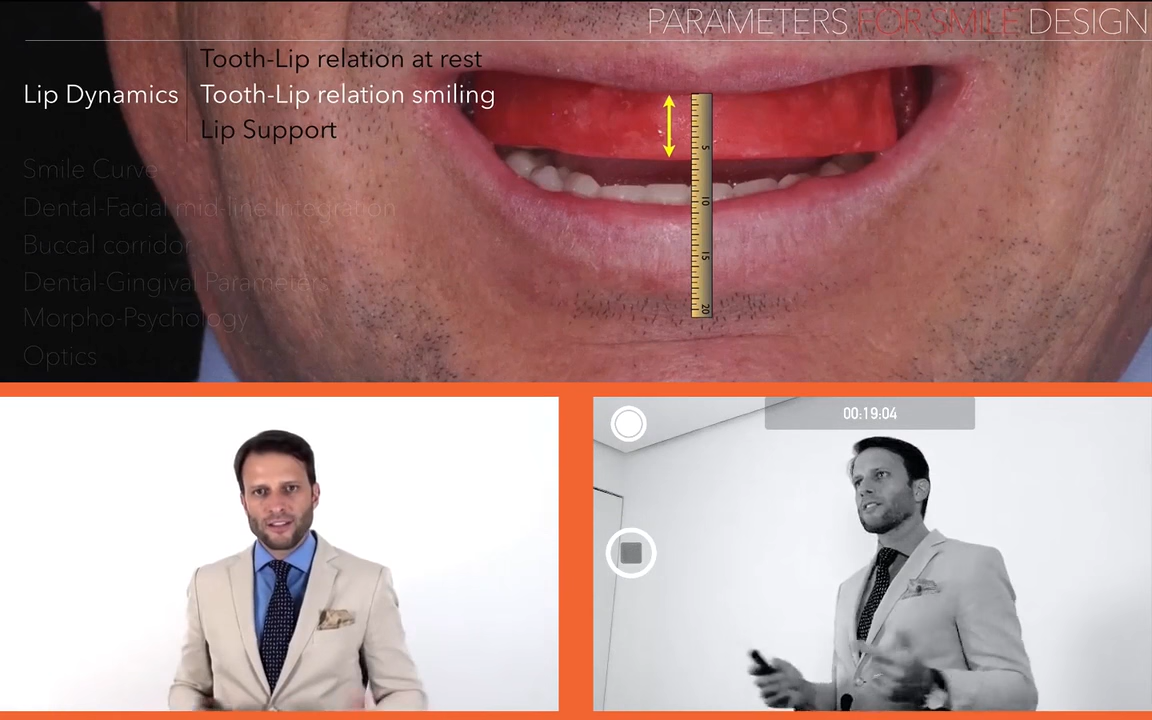 PARAMETERS FOR SMILE DESIGN
Tooth-Lip relation at rest
Lip Dynamics
Tooth-Lip relation smiling
Lip Support
Smile Curve
Dental-Facial mid-line Integration
Buccal corridor
Dental-Gingival Parameters
Morpho-Psychology
Optics
5
10
15
20
00:19:04